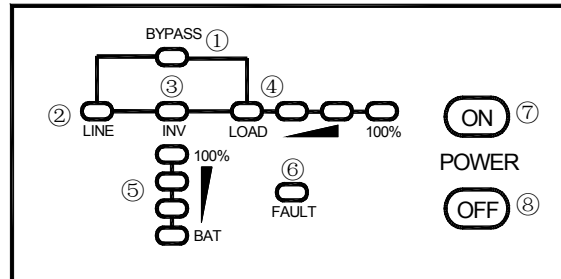 BYPASS ①
③ ④
② LINE INV LOAD 100%
ON ⑦
100%
⑤ ⑥
POWER
FAULT
OFF ⑧
BAT